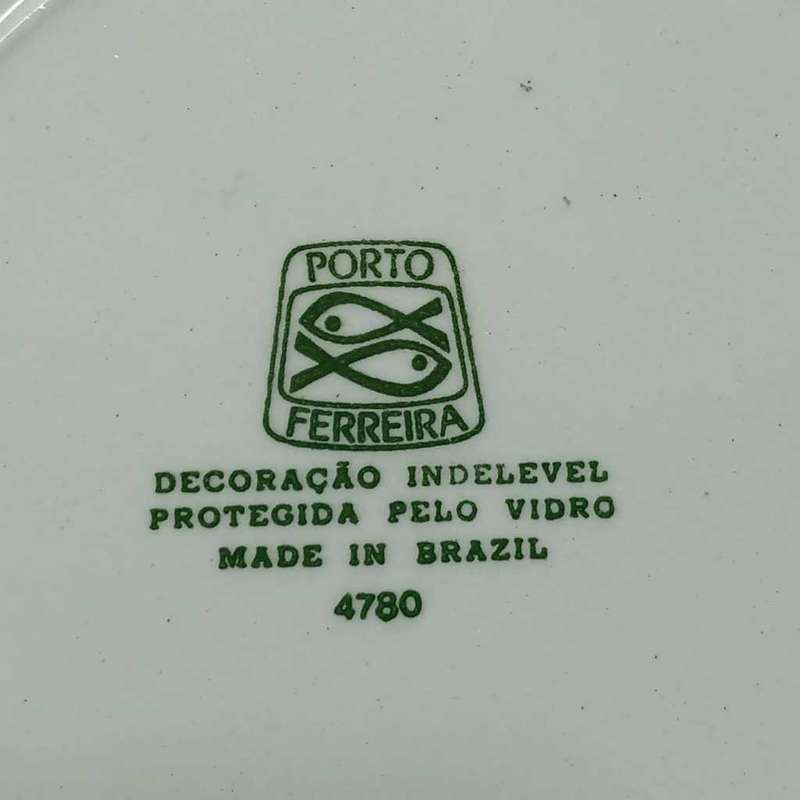 PORTO
FERREIRA
DECORAÇÃO INDELEVEL
PROTEGIDA PELO VIDRO
MADE IN BRAZIL
4780